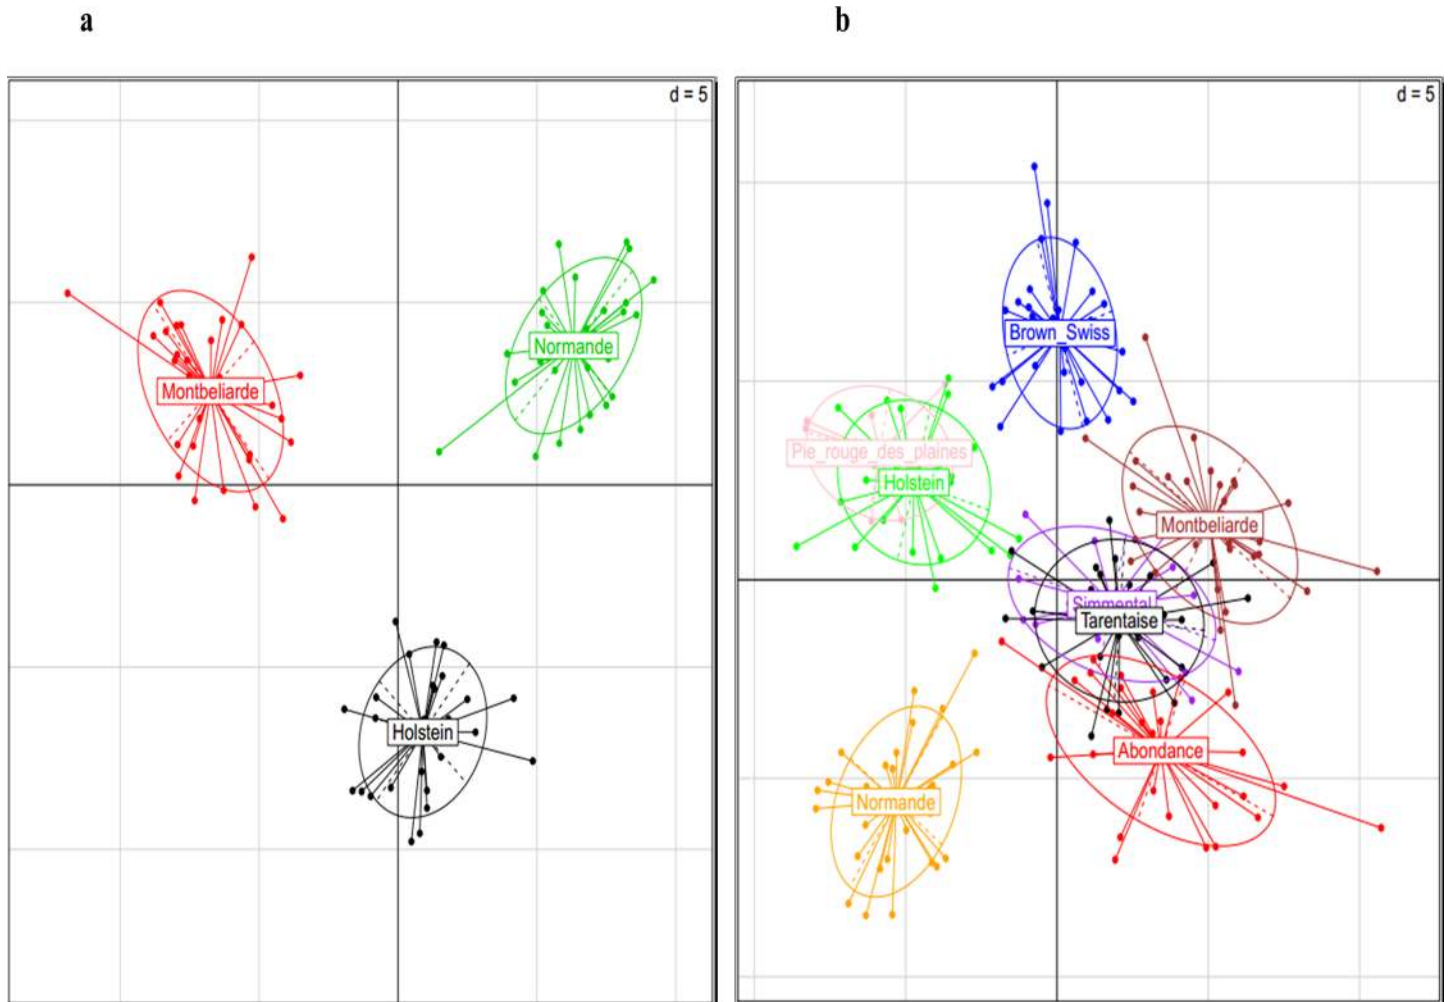 a
b
d = 5
Montbeliarde
Normande
Holstein
d = 5
Brown_Swiss
Pie_rouge_des_plaines
Holstein
Montbeliarde
Simmental
Tarentaise
Abondance
Normande